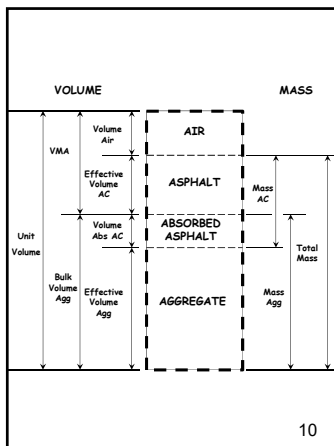 VOLUME
MASS
Volume
Air
AIR
VMA
Effective
Volume
AC
ASPHALT
Mass
AC
Volume
Abs AC
ABSORBED
ASPHALT
Unit
Volume
Total
Mass
Bulk
Volume
Agg
Effective
Volume
Agg
AGGREGATE
Mass
Agg
10